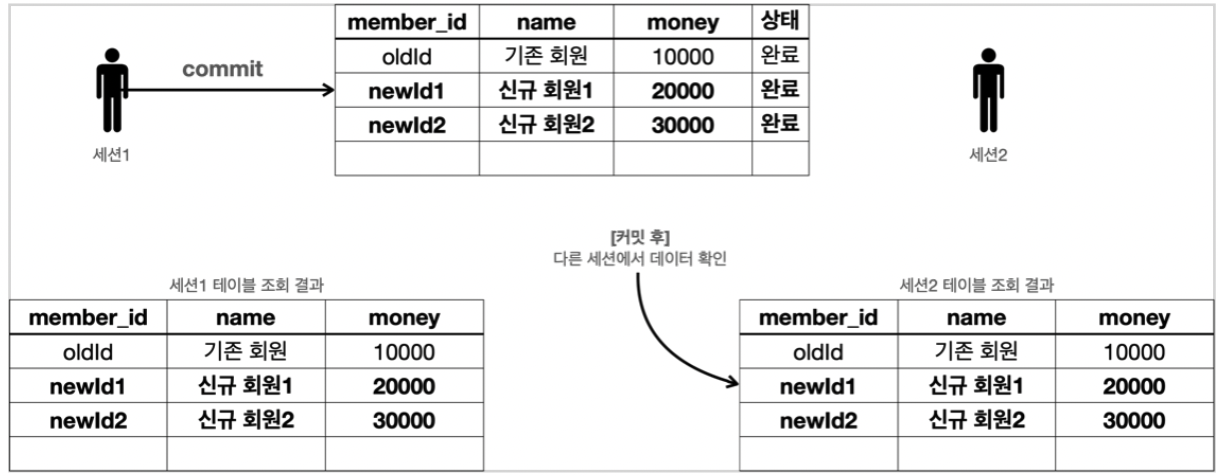 member_id name money 상태
oldId 기존 회원 10000 완료
newId1 신규 회원1 20000 완료
newId2 신규 회원2 30000 완료
commit
세션1
세션2
[커밋 후]
다른 세션에서 데이터 확인
세션1 테이블 조회 결과
member_id name money
oldId 기존 회원 10000
newId1 신규 회원1 20000
newId2 신규 회원2 30000
세션2 테이블 조회 결과
member_id name money
oldId 기존 회원 10000
newId1 신규 회원1 20000
newId2 신규 회원2 30000